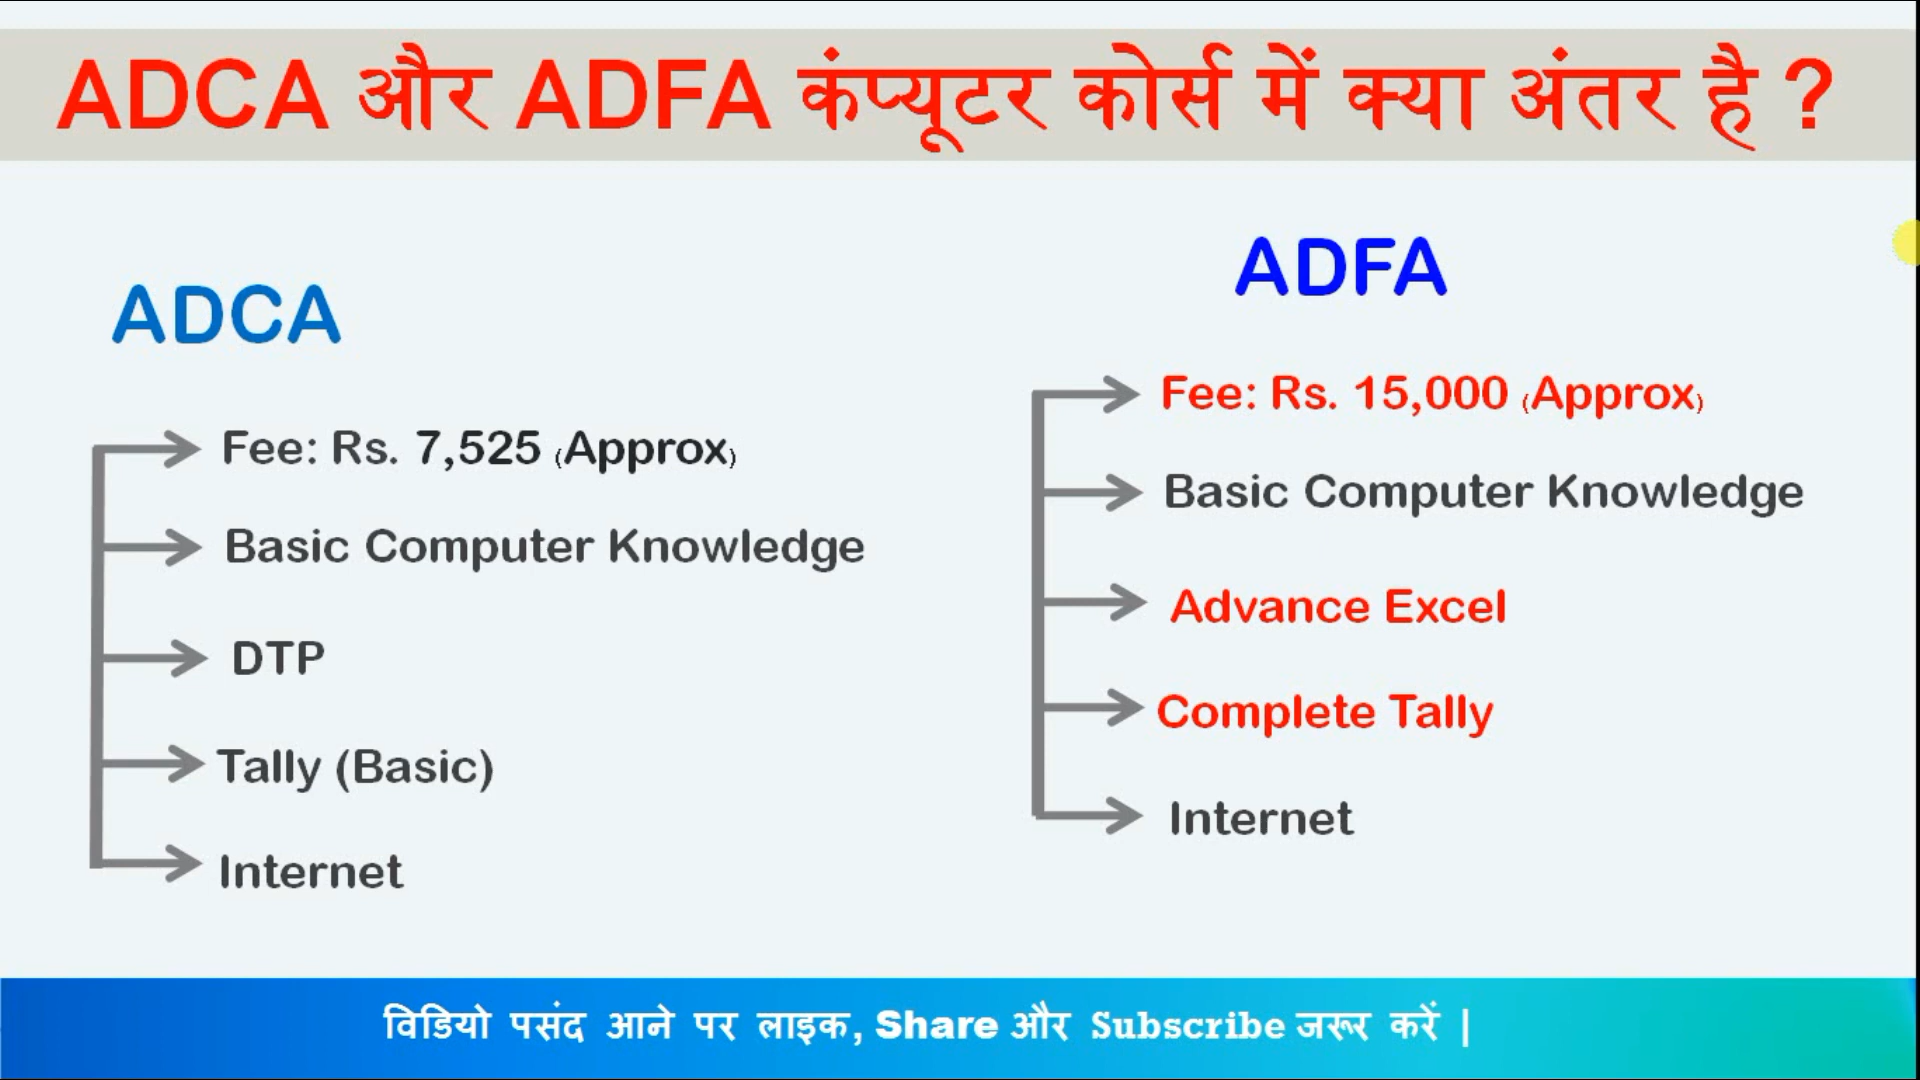 ADCA और ADFA कंप्यूटर कोर्स में क्या अंतर है ?
ADCA
Fee: Rs. 7,525 (Approx)
Basic Computer Knowledge
DTP
Tally (Basic)
Internet
ADFA
Fee: Rs. 15,000 (Approx)
Basic Computer Knowledge
Advance Excel
Complete Tally
Internet
विडियो पसंद आने पर लाइक, Share और Subscribe जरूर करें |